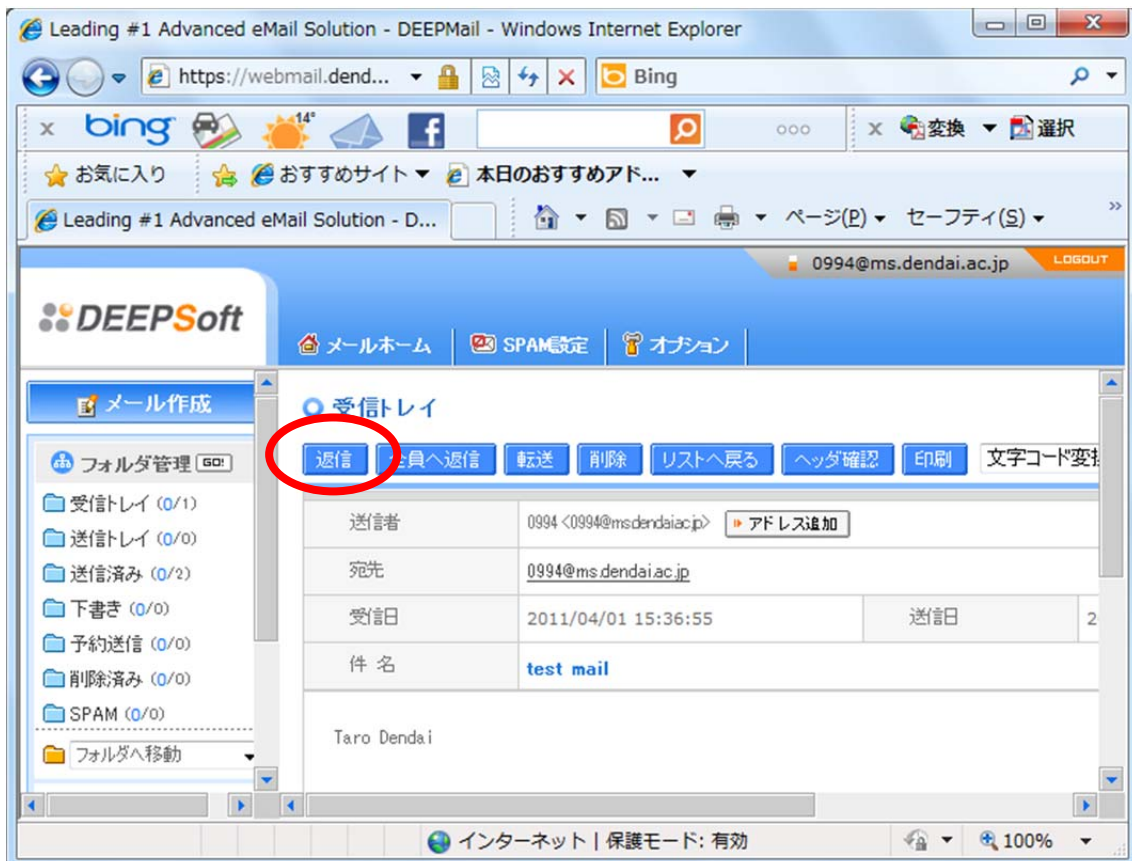 Leading #1 Advanced eMail Solution - DEEPMail - Windows Internet Explorer
https://webmail.dend... Bing
bing 14° 変換 選択
お気に入り おすすめサイト 本日のおすすめアド...
Leading #1 Advanced eMail Solution - D... ページ(P) セーフティ(S) »
0994@ms.dendai.ac.jp LOGOUT
DEEPSoft
メールホーム SPAM設定 オプション
メール作成
受信トレイ
フォルダ管理 GO!
返信 全員へ返信 転送 削除 リストへ戻る ヘッダ確認 印刷 文字コード変換
受信トレイ (0/1)
送信トレイ (0/0)
送信済み (0/2)
下書き (0/0)
予約送信 (0/0)
削除済み (0/0)
SPAM (0/0)
フォルダへ移動
送信者 0994 <0994@ms.dendai.ac.jp> アドレス追加
宛先 0994@ms.dendai.ac.jp
受信日 2011/04/01 15:36:55 送信日 2
件 名 test mail
Taro Dendai
インターネット | 保護モード: 有効 100%